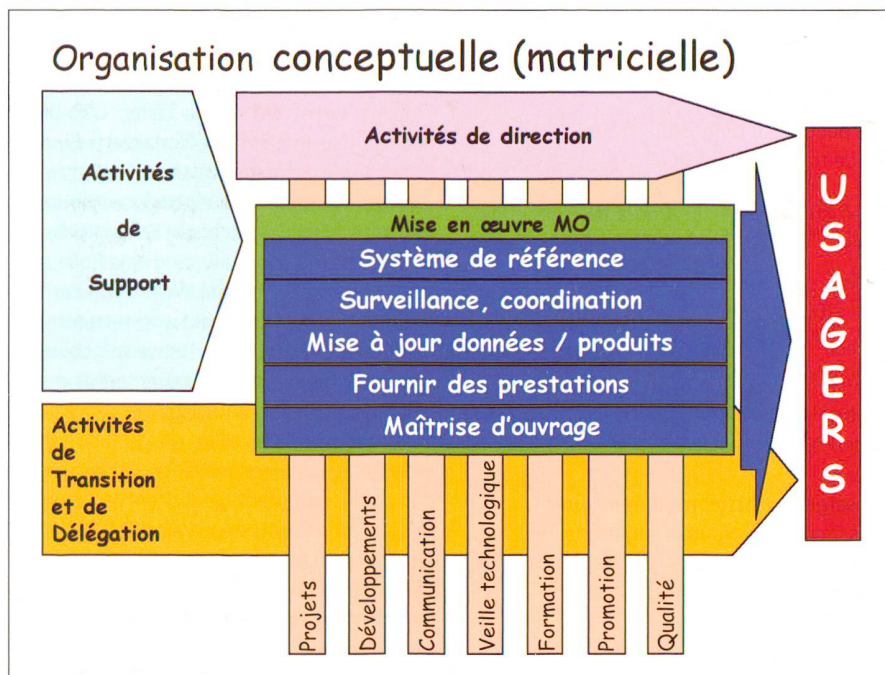 Organisation conceptuelle (matricielle)
Activités de direction
Activités
de
Support
Mise en œuvre MO
Système de référence
Surveillance, coordination
Mise à jour données / produits
Fournir des prestations
Maîtrise d'ouvrage
Activités
de
Transition
et de
Délégation
Projets
Développements
Communication
Veille technologique
Formation
Promotion
Qualité
USAGERS